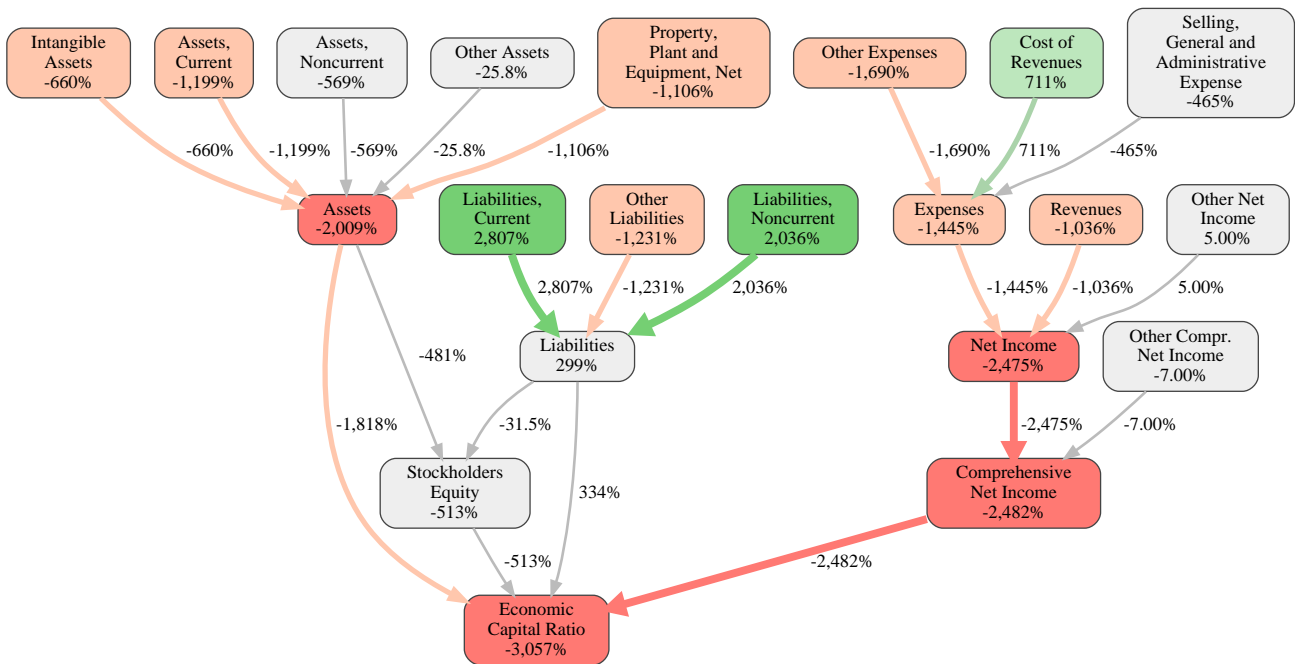 Intangible
Assets
-660%
Assets,
Current
-1,199%
Assets,
Noncurrent
-569%
Other Assets
-25.8%
Property,
Plant and
Equipment, Net
-1,106%
Other Expenses
-1,690%
Cost of
Revenues
711%
Selling,
General and
Administrative
Expense
-465%
-660%
-1,199%
-569%
-25.8%
-1,106%
-1,690%
711%
-465%
Assets
-2,009%
Liabilities,
Current
2,807%
Other
Liabilities
-1,231%
Liabilities,
Noncurrent
2,036%
Expenses
-1,445%
Revenues
-1,036%
Other Net
Income
5.00%
2,807%
-1,231%
2,036%
-1,445%
-1,036%
5.00%
-481%
Liabilities
299%
Net Income
-2,475%
Other Compr.
Net Income
-7.00%
-1,818%
-31.5%
334%
-2,475%
-7.00%
Stockholders
Equity
-513%
Comprehensive
Net Income
-2,482%
-513%
-2,482%
Economic
Capital Ratio
-3,057%